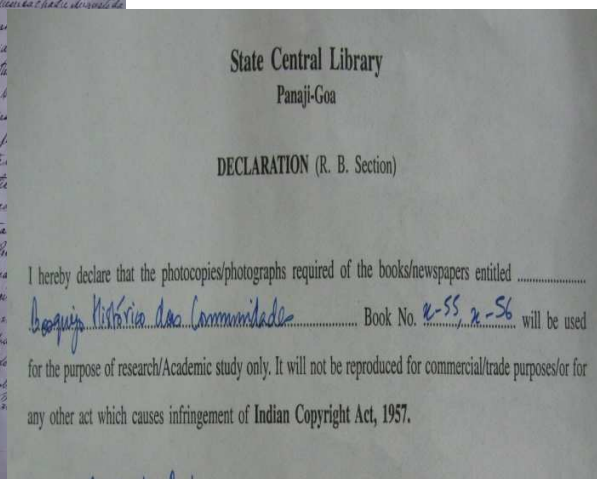 State Central Library
Panaji-Goa
DECLARATION (R. B. Section)
I hereby declare that the photocopies/photographs required of the books/newspapers entitled ....................
Bosquijo Histórico das Communidades .................... Book No. x-55, x-56 will be used
for the purpose of research/Academic study only. It will not be reproduced for commercial/trade purposes/or for
any other act which causes infringement of Indian Copyright Act, 1957.